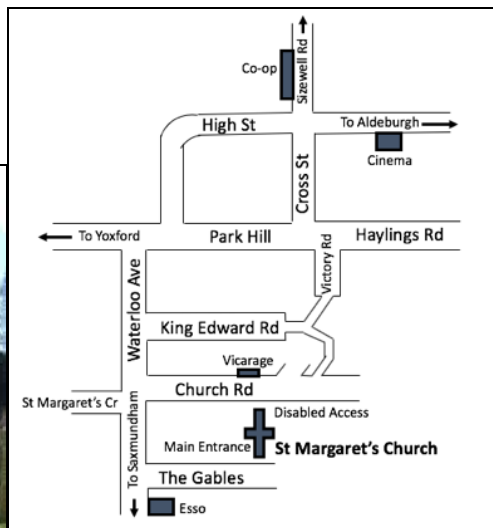 Sizewell Rd
Co-op
High St
To Aldeburgh
Cinema
Cross St
To Yoxford
Park Hill
Haylings Rd
Victory Rd
Waterloo Ave
King Edward Rd
Vicarage
Church Rd
St Margaret's Cr
Disabled Access
Main Entrance
St Margaret's Church
To Saxmundham
The Gables
Esso